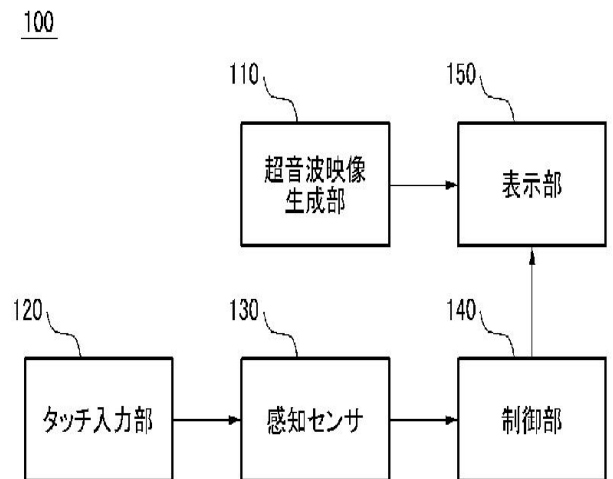 100
110
150
超音波映像
生成部
表示部
120
130
140
タッチ入力部
感知センサ
制御部